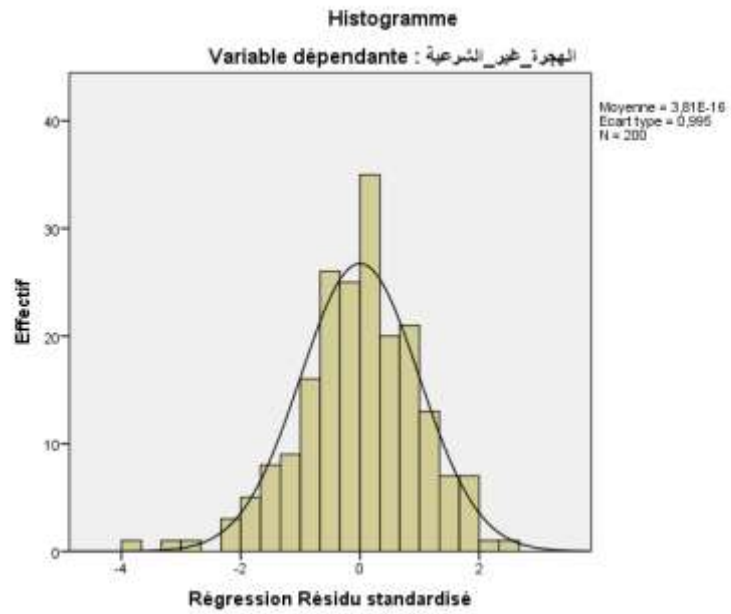 Histogramme
Variable dépendante : الهجرة_غير_الشرعية
Moyenne = 3,81E-16
Ecart type = 0,995
N = 200
40
30
20
10
0
Effectif
-4 -2 0 2
Régression Résidu standardisé